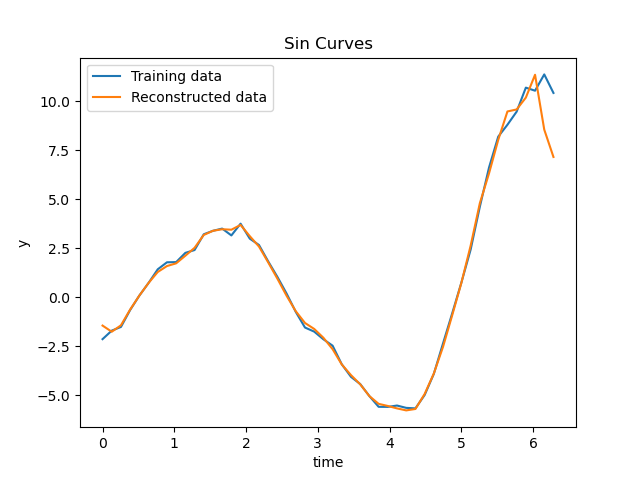 Sin Curves
Training data
Reconstructed data
10.0
7.5
5.0
2.5
0.0
−2.5
−5.0
y
0 1 2 3 4 5 6
time